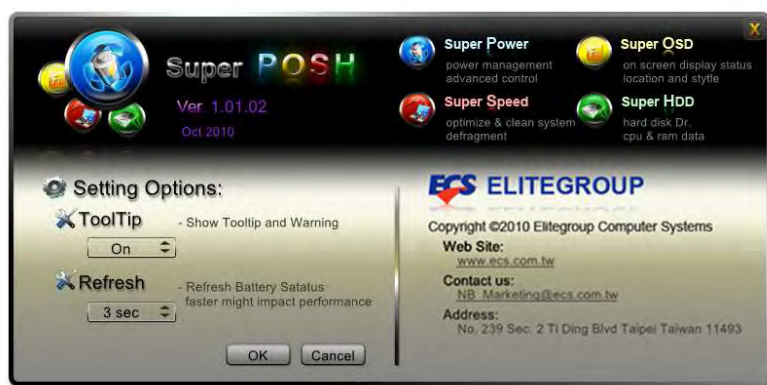 X
Fn
Super POSH
Ver 1.01.02
Oct 2010
Super Power
power management
advanced control
Super OSD
on screen display status
location and stytle
Super Speed
optimize & clean system
defragment
Super HDD
hard disk Dr.
cpu & ram data
Setting Options:
ToolTip - Show Tooltip and Warning
On
Refresh - Refresh Battery Satatus
faster might impact performance
3 sec
OK Cancel
ECS ELITEGROUP
Copyright ©2010 Elitegroup Computer Systems
Web Site:
www.ecs.com.tw
Contact us:
NB_Marketing@ecs.com.tw
Address:
No. 239 Sec. 2 Ti Ding Blvd Taipei Taiwan 11493